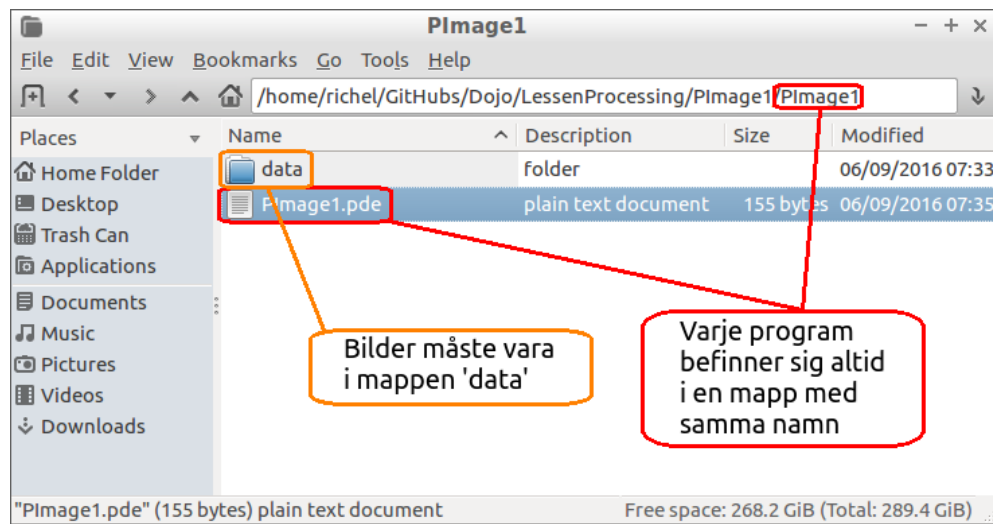 PImage1
File Edit View Bookmarks Go Tools Help
/home/richel/GitHubs/Dojo/LessenProcessing/PImage1/PImage1
Places
Name Description Size Modified
Home Folder
data folder 06/09/2016 07:33
Desktop
PImage1.pde plain text document 155 bytes 06/09/2016 07:35
Trash Can
Applications
Documents
Music
Pictures
Videos
Downloads
Bilder måste vara
i mappen 'data'
Varje program
befinner sig altid
i en mapp med
samma namn
"PImage1.pde" (155 bytes) plain text document
Free space: 268.2 GiB (Total: 289.4 GiB)